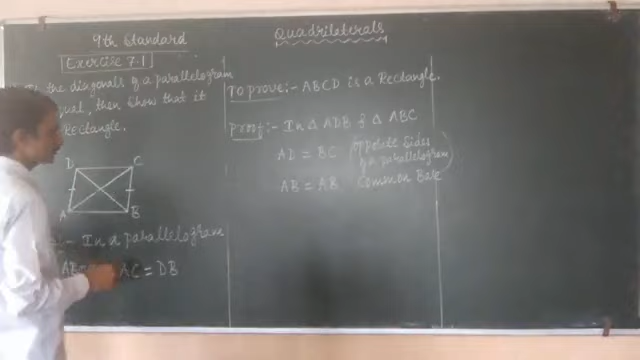 Quadrilaterals
9th Standard
Exercise 7.1
the diagonals of a parallelogram
equal, then show that it
Rectangle.
D C
A B
In a parallelogram
AC = DB
To prove :- ABCD is a Rectangle.
proof :- In Δ ADB & Δ ABC
AD = BC (opposite sides
of a parallelogram)
AB = AB Common Base